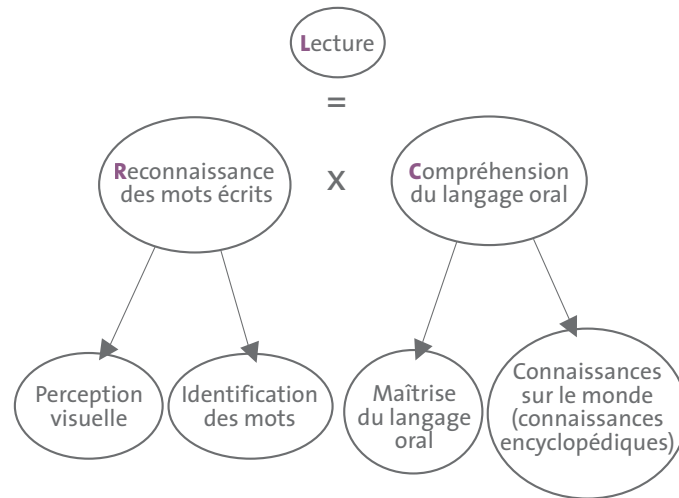 Lecture
=
Reconnaissance
des mots écrits
x
Compréhension
du langage oral
Perception
visuelle
Identification
des mots
Maîtrise
du langage
oral
Connaissances
sur le monde
(connaissances
encyclopédiques)